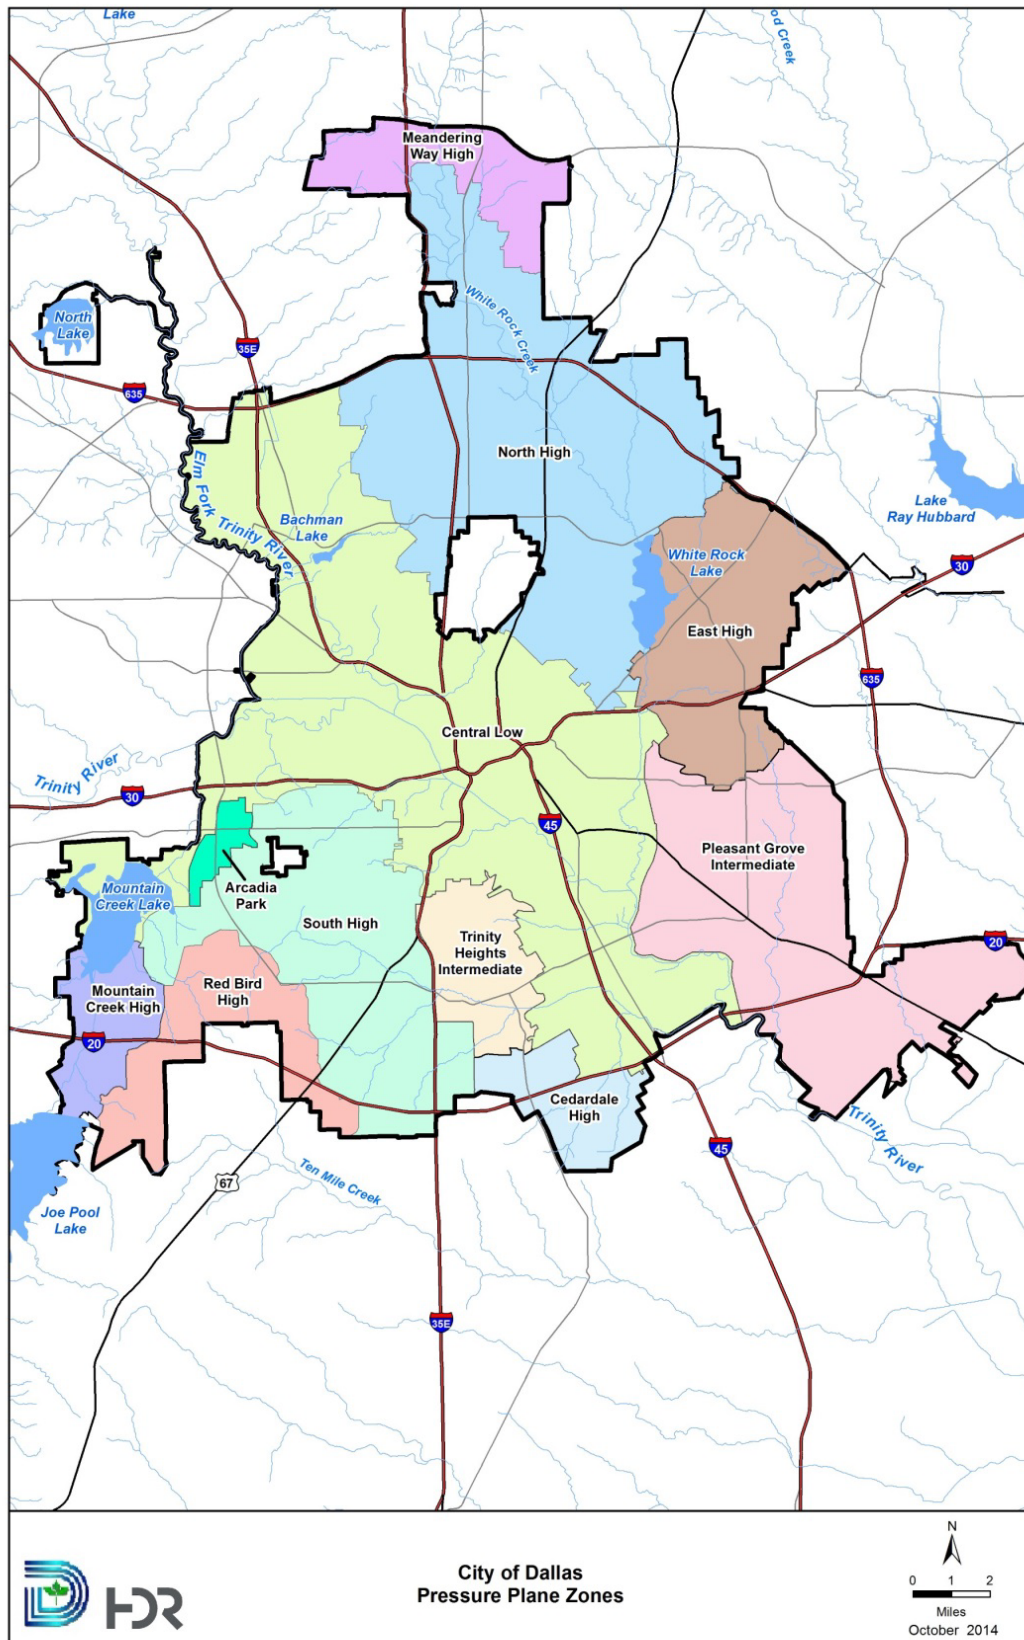 Lake
od Creek
Meandering
Way High
White Rock
Creek
North
Lake
35E
635
North High
Elm Fork Trinity River
Bachman
Lake
Lake
Ray Hubbard
White Rock
Lake
30
East High
635
Central Low
Trinity River
30
45
Pleasant Grove
Intermediate
Mountain
Creek Lake
Arcadia
Park
South High
Trinity
Heights
Intermediate
20
Red Bird
High
Mountain
Creek High
20
Cedardale
High
Trinity River
45
Ten Mile Creek
67
Joe Pool
Lake
35E
City of Dallas
Pressure Plane Zones
HDR
N
0 1 2
Miles
October 2014